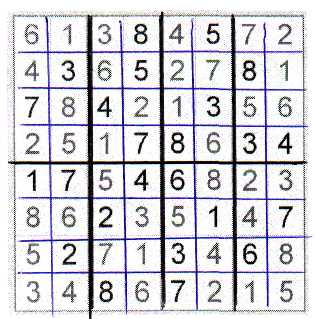 6 1 3 8 4 5 7 2
4 3 6 5 2 7 8 1
7 8 4 2 1 3 5 6
2 5 1 7 8 6 3 4
1 7 5 4 6 8 2 3
8 6 2 3 5 1 4 7
5 2 7 1 3 4 6 8
3 4 8 6 7 2 1 5